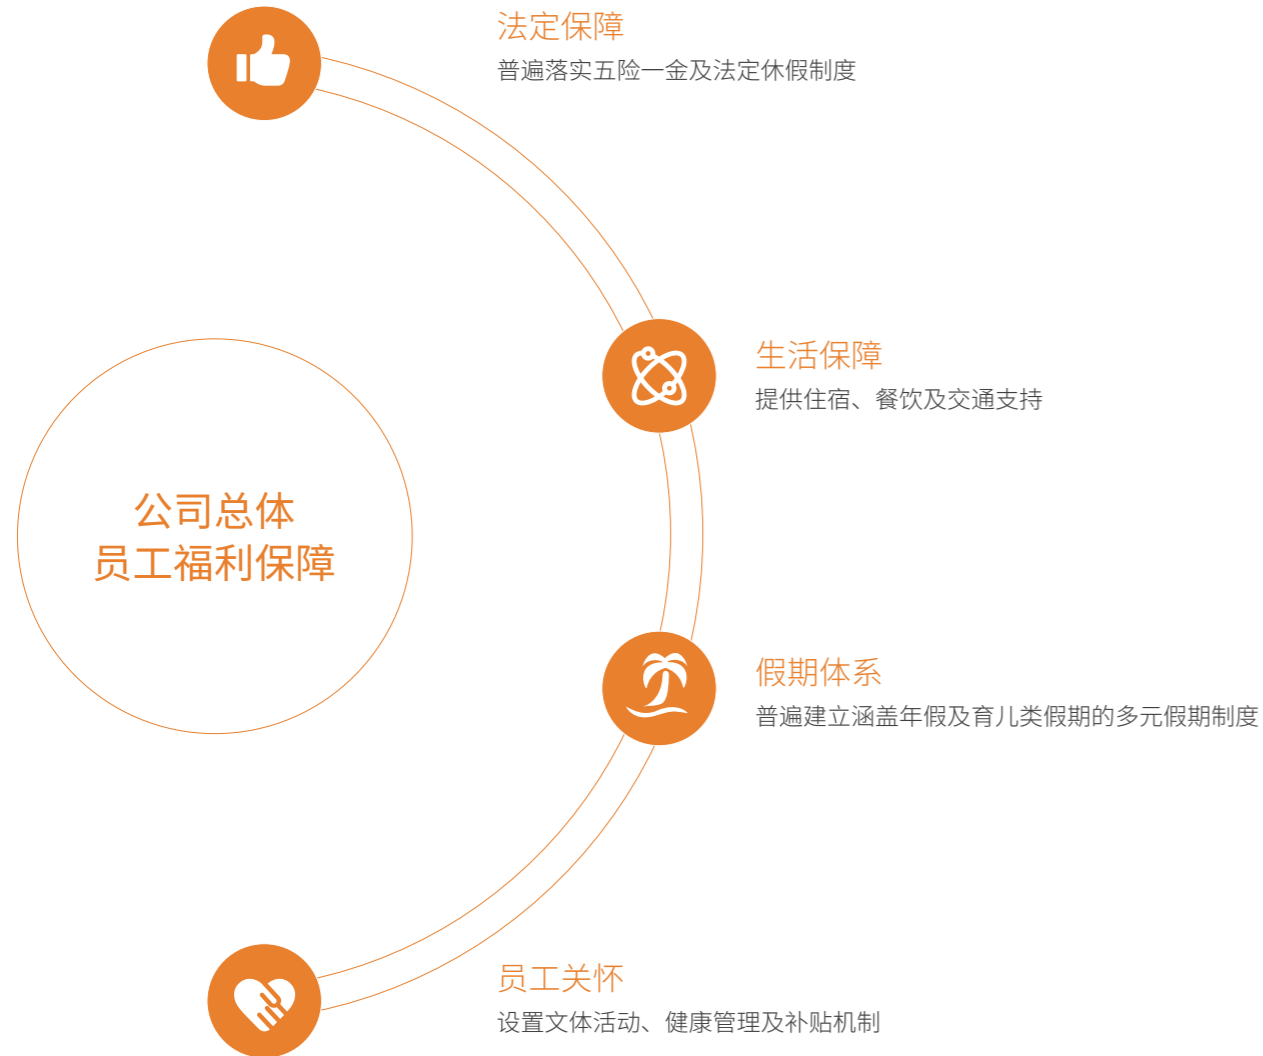 法定保障
普遍落实五险一金及法定休假制度
生活保障
提供住宿、餐饮及交通支持
公司总体
员工福利保障
假期体系
普遍建立涵盖年假及育儿类假期的多元假期制度
员工关怀
设置文体活动、健康管理及补贴机制